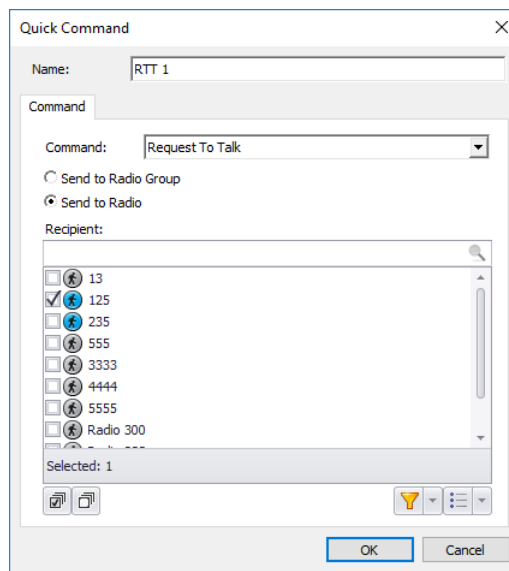 Quick Command
Name: RTT 1
Command
Command: Request To Talk
Send to Radio Group
Send to Radio
Recipient:
13
125
235
555
3333
4444
5555
Radio 300
Selected: 1
OK Cancel